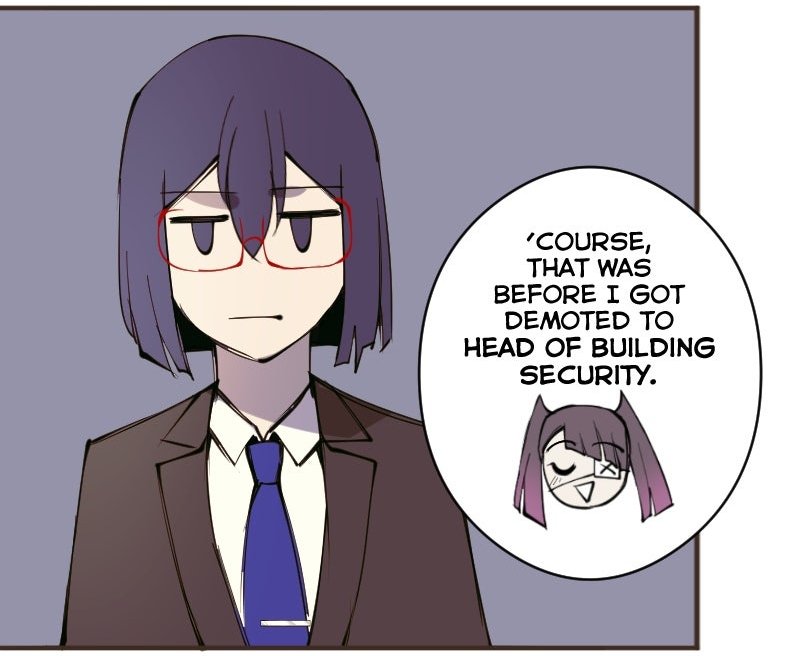 'COURSE,
THAT WAS
BEFORE I GOT
DEMOTED TO
HEAD OF BUILDING
SECURITY.